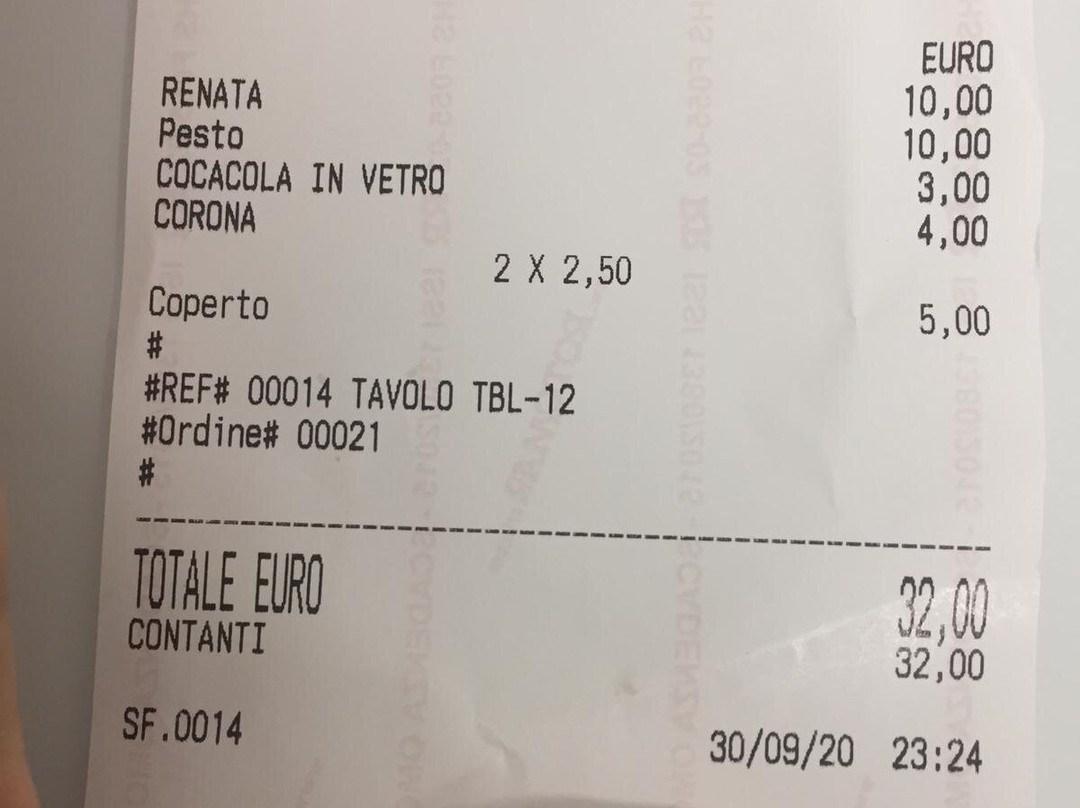 EURO
RENATA 10,00
Pesto 10,00
COCACOLA IN VETRO 3,00
CORONA 4,00
2 X 2,50
Coperto 5,00
#
#REF# 00014 TAVOLO TBL-12
#Ordine# 00021
#
TOTALE EURO 32,00
CONTANTI 32,00
SF.0014 30/09/20 23:24